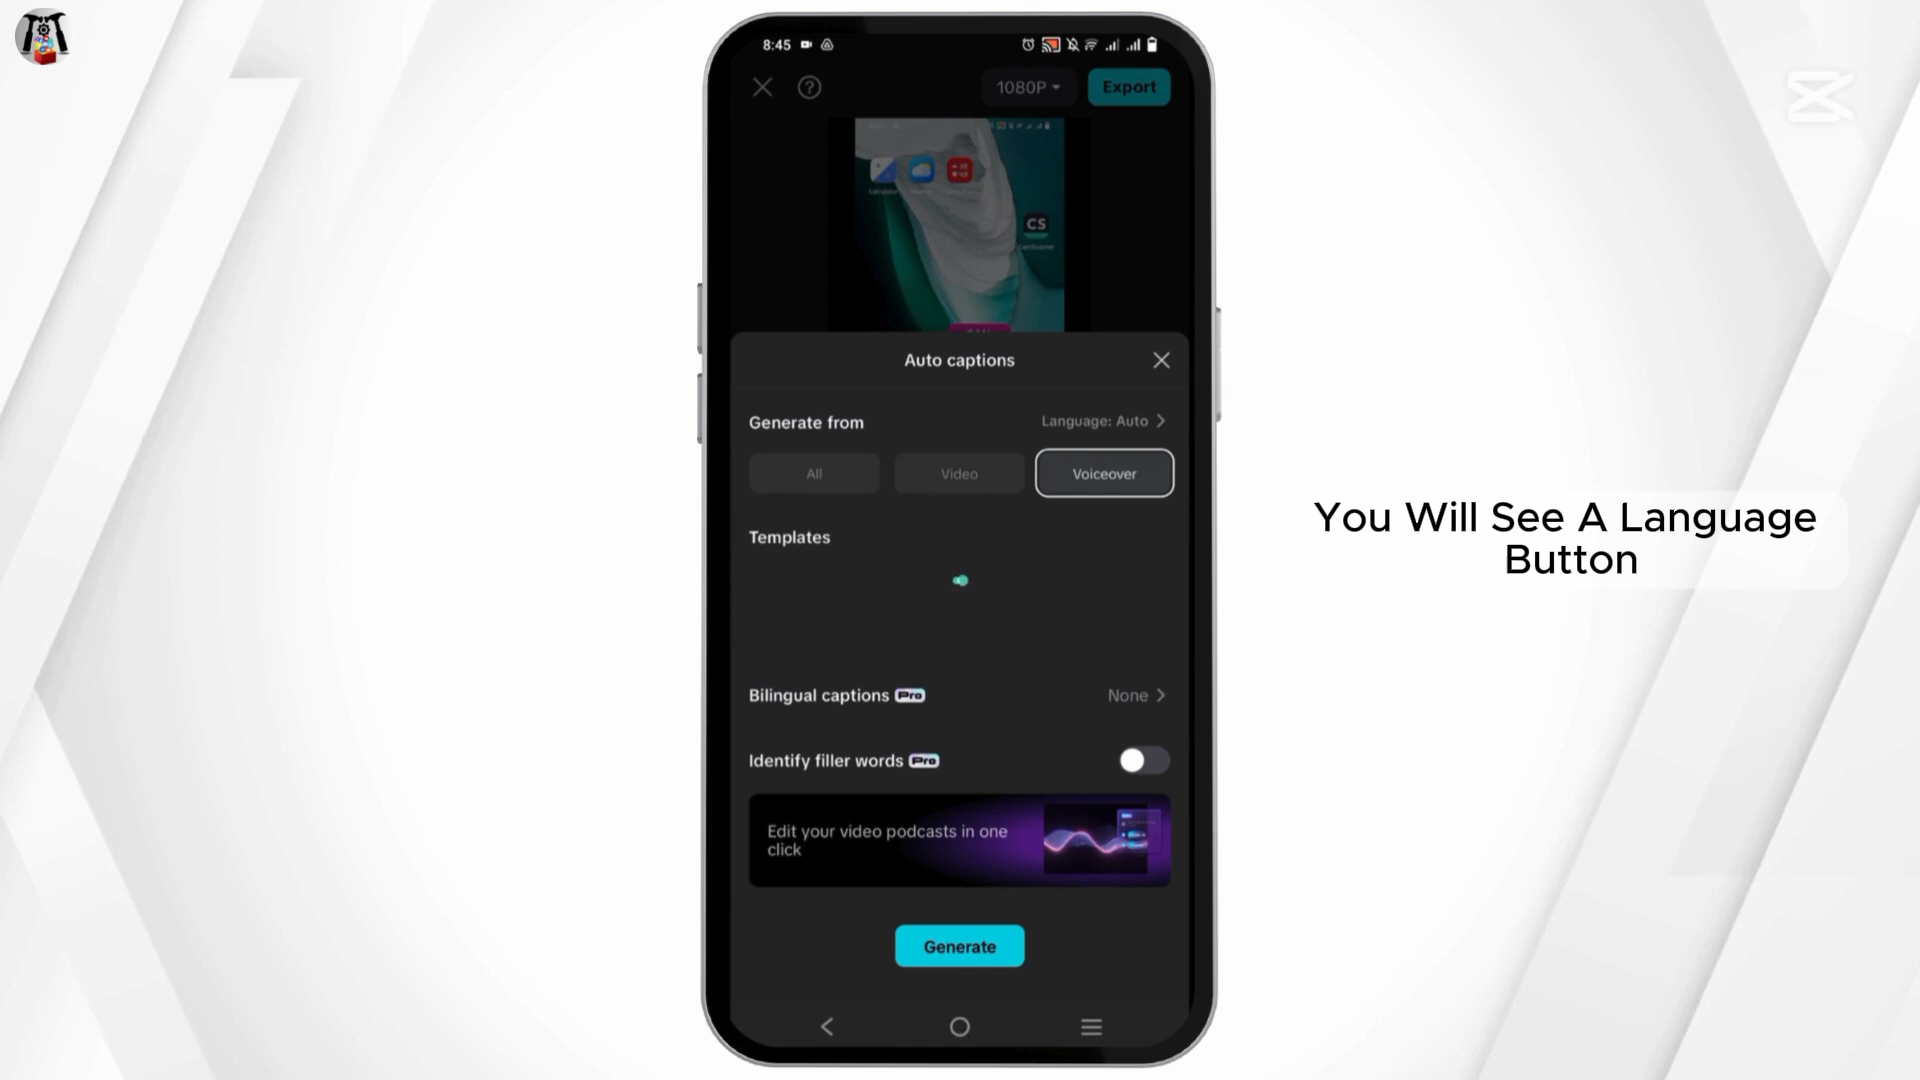 8:45
1080P
Export
CS
CamScanner
Auto captions
Generate from
Language: Auto
All
Video
Voiceover
Templates
Bilingual captions Pro
None
Identify filler words Pro
Edit your video podcasts in one
click
Generate
You Will See A Language
Button